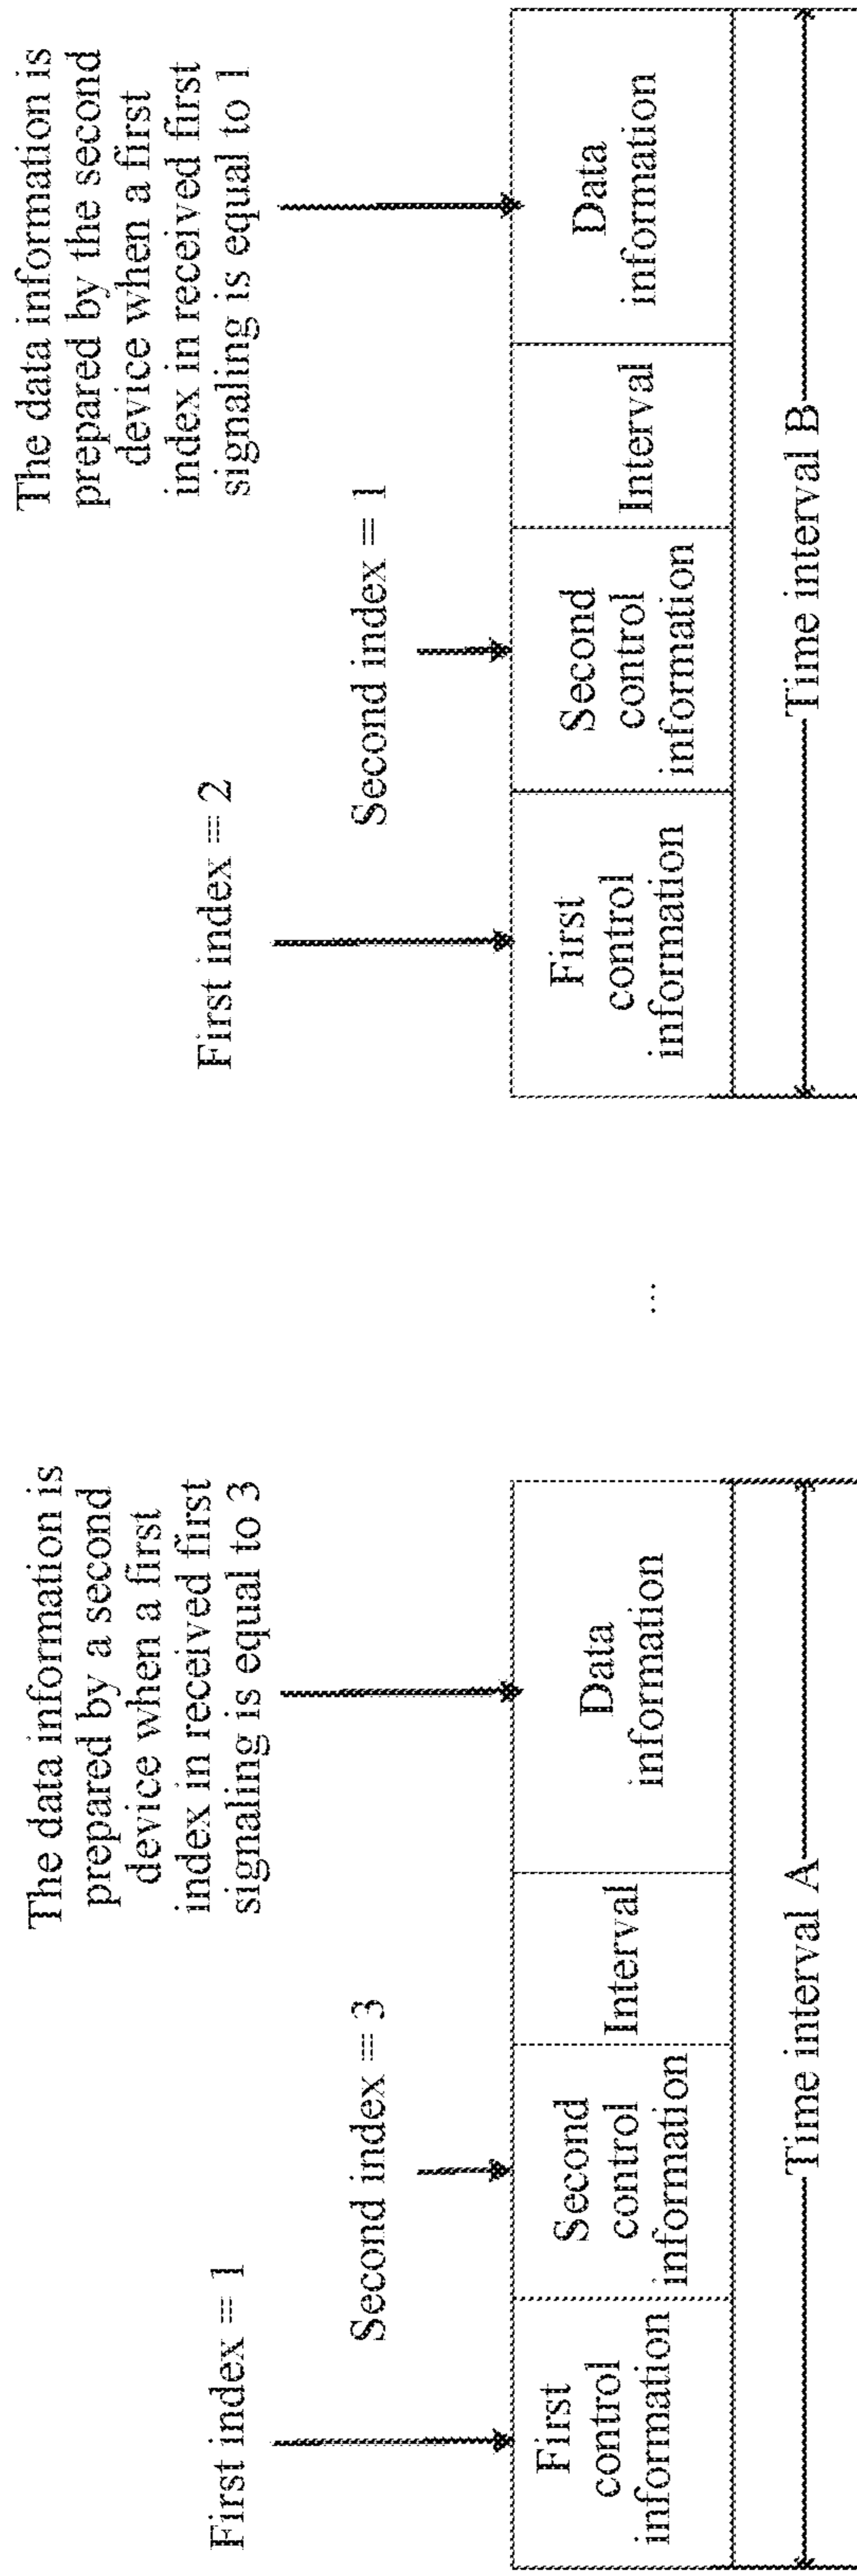 First index = 1
Second index = 3
The data information is
prepared by a second
device when a first
index in received first
signaling is equal to 3
First
control
information
Second
control
information
Interval
Data
information
Time interval A
...
First index = 2
Second index = 1
The data information is
prepared by the second
device when a first
index in received first
signaling is equal to 1
First
control
information
Second
control
information
Interval
Data
information
Time interval B